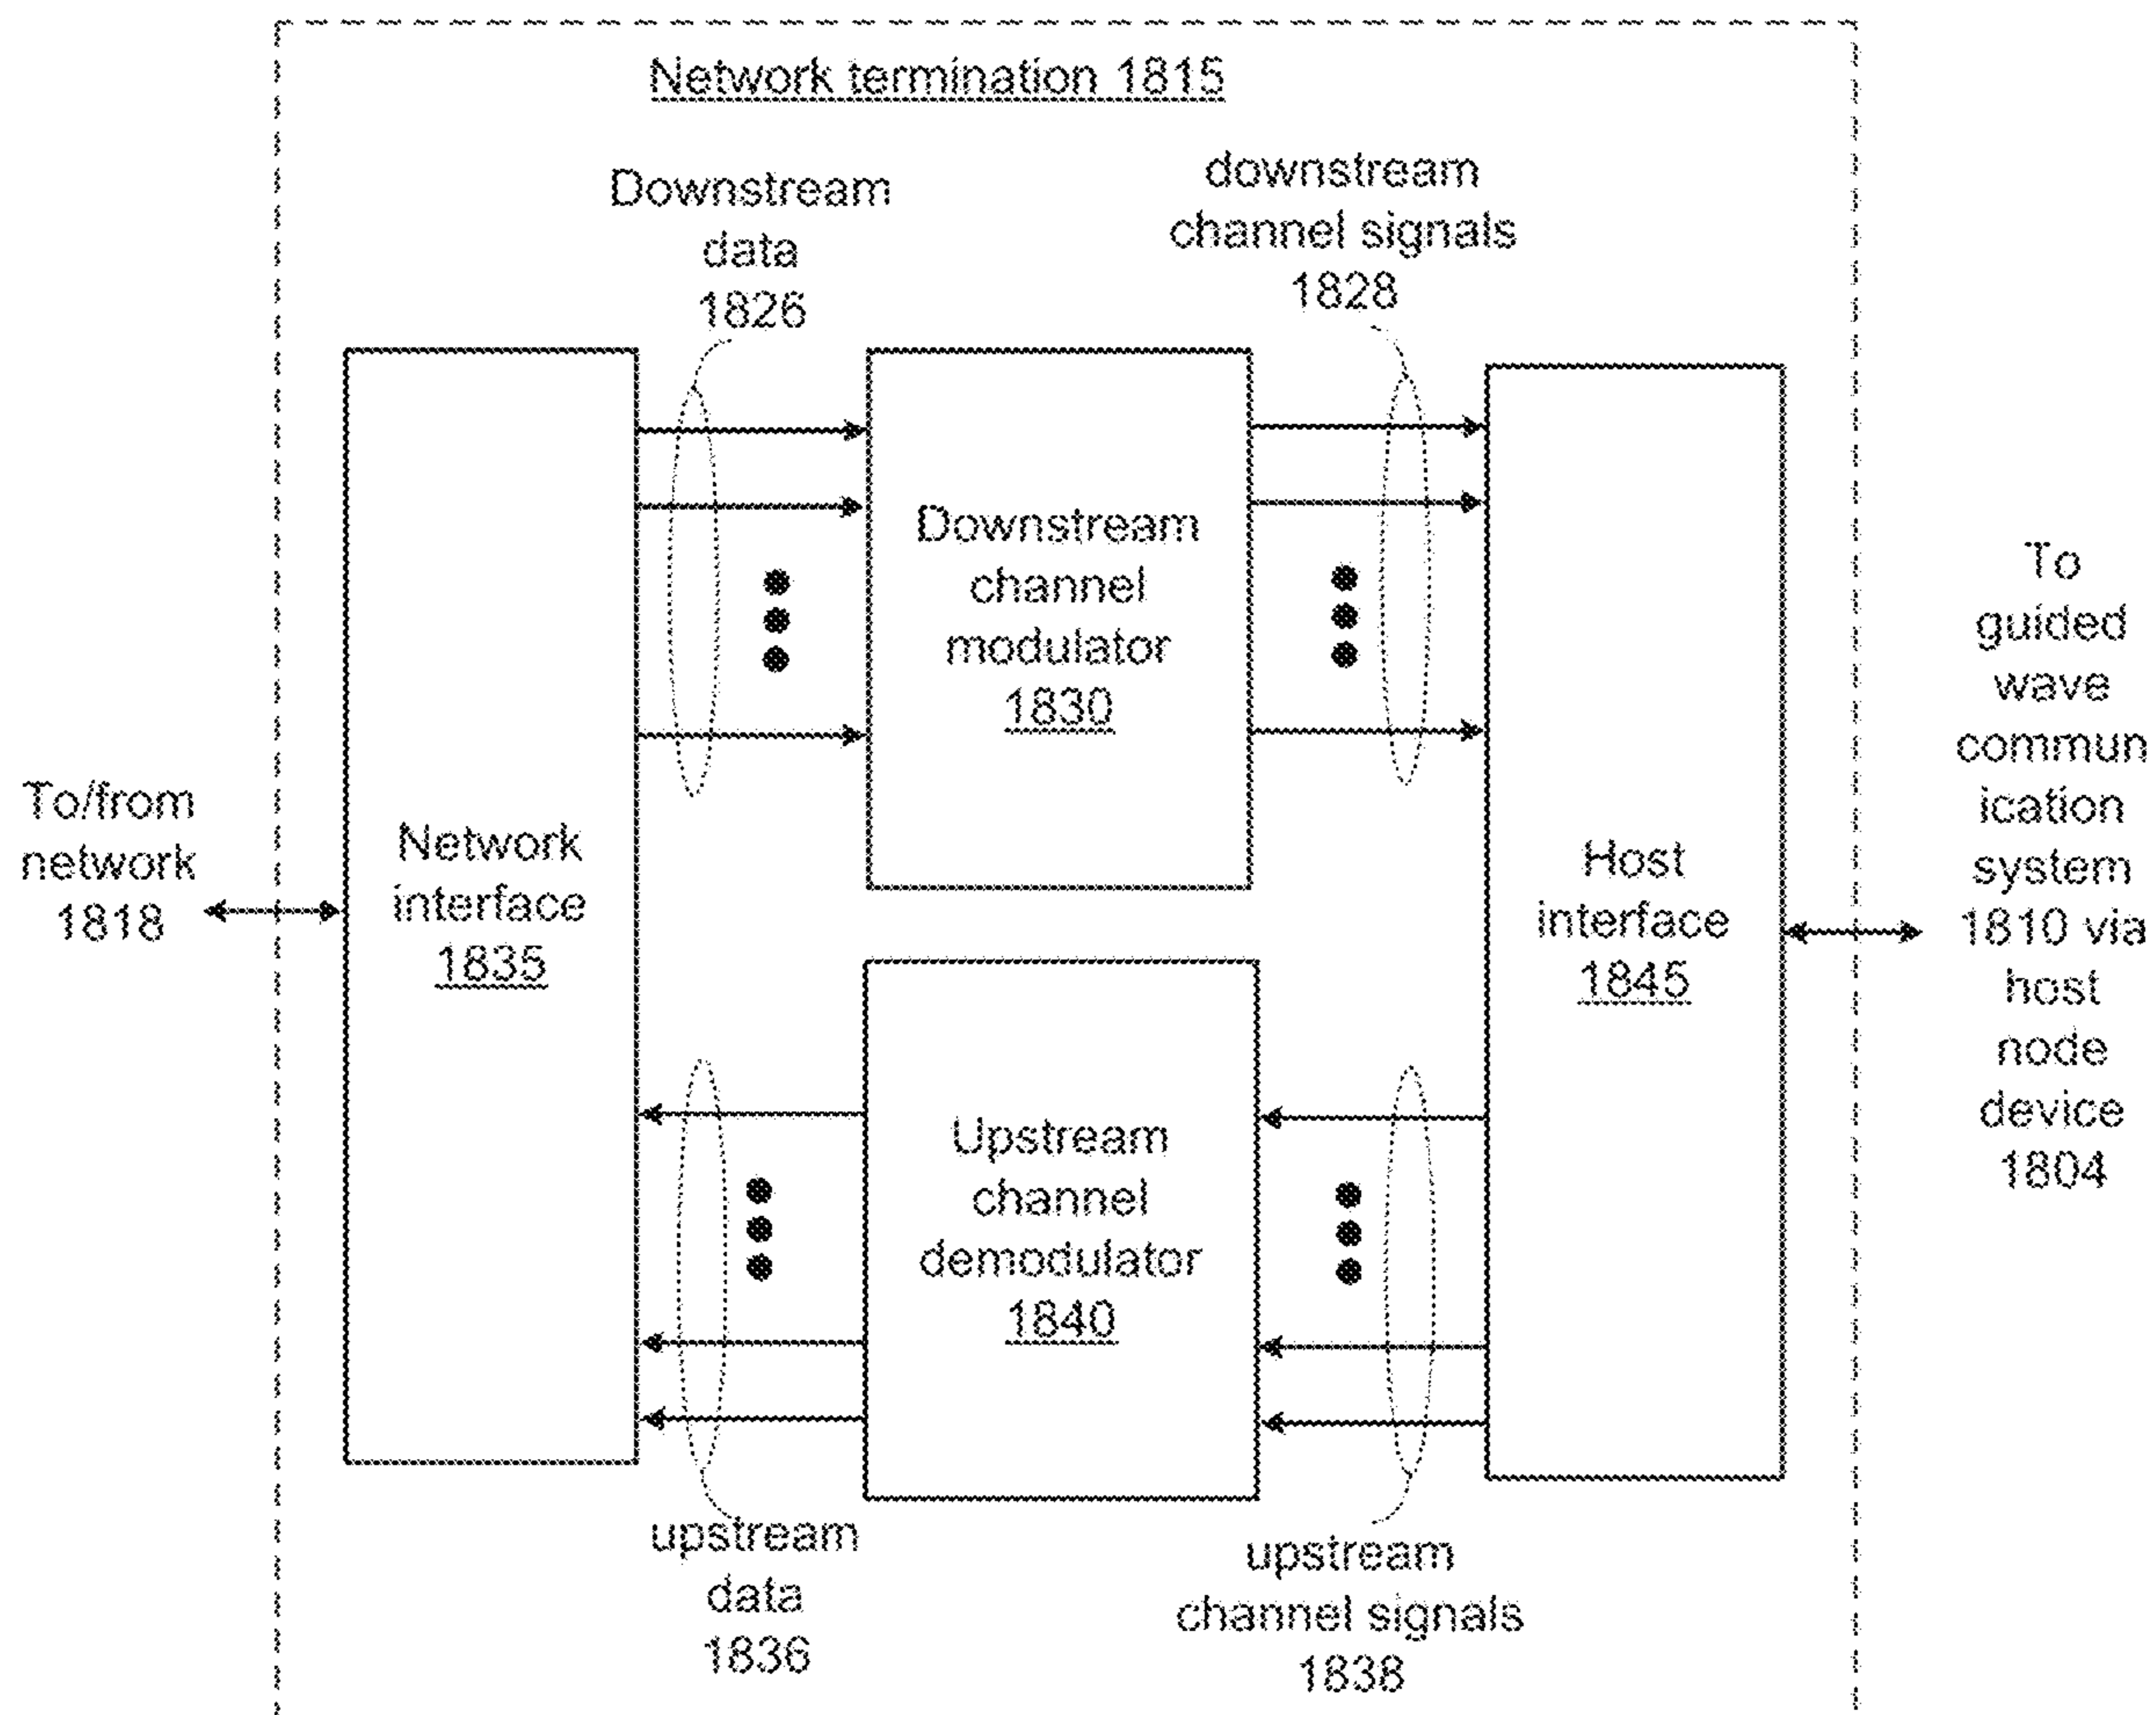 Network termination 1815
Downstream
data
1826
downstream
channel signals
1828
Downstream
channel
modulator
1830
To/from
network
1818
Network
interface
1835
Host
interface
1845
To
guided
wave
commun
ication
system
1810 via
host
node
device
1804
Upstream
channel
demodulator
1840
upstream
data
1836
upstream
channel signals
1838